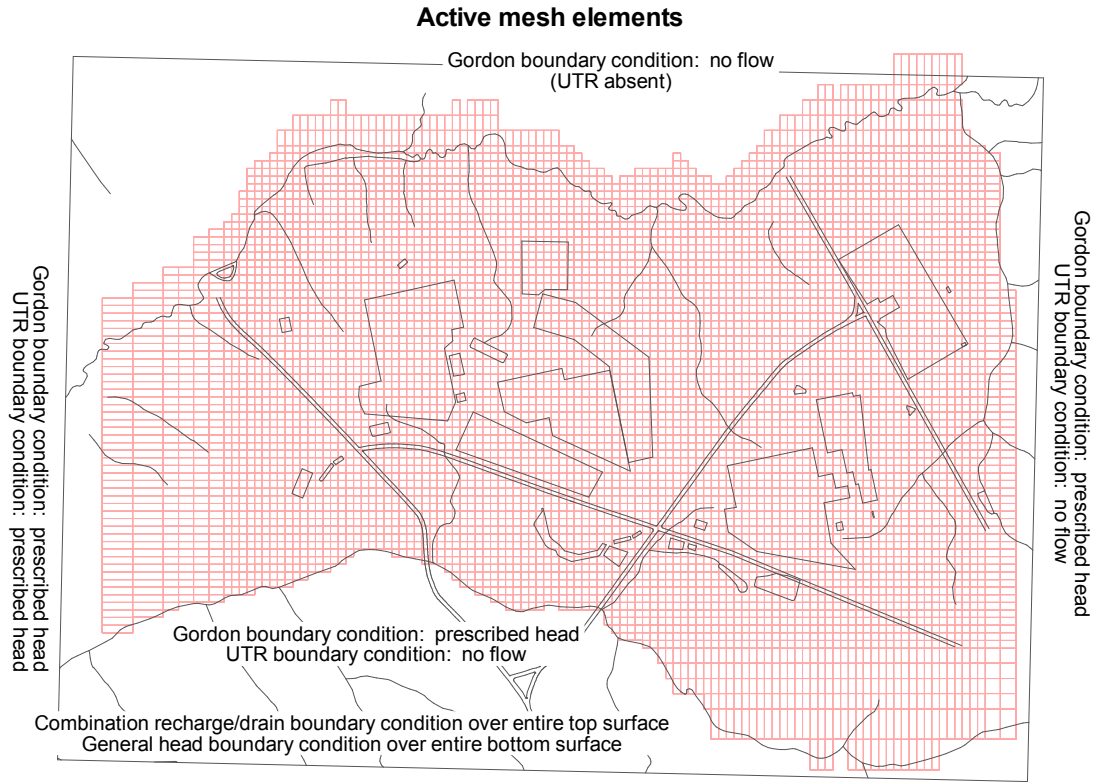 Active mesh elements
Gordon boundary condition:  no flow
(UTR absent)
Gordon boundary condition:  prescribed head
UTR boundary condition:  prescribed head
Gordon boundary condition:  prescribed head
UTR boundary condition:  no flow
Gordon boundary condition:  prescribed head
UTR boundary condition:  no flow
Combination recharge/drain boundary condition over entire top surface
General head boundary condition over entire bottom surface